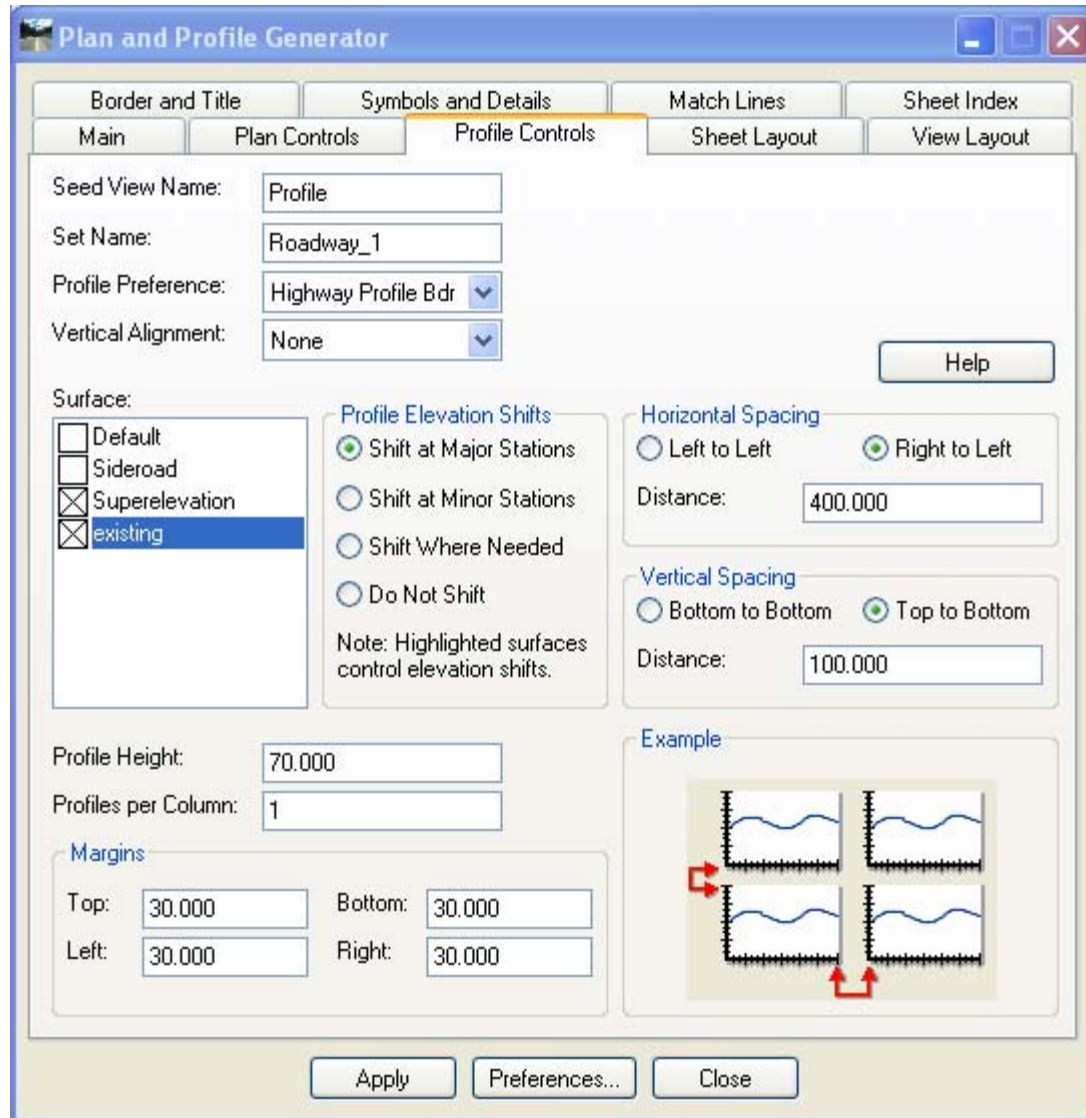 Plan and Profile Generator
Border and Title
Symbols and Details
Match Lines
Sheet Index
Main
Plan Controls
Profile Controls
Sheet Layout
View Layout
Seed View Name:
Profile
Set Name:
Roadway_1
Profile Preference:
Highway Profile Bdr
Vertical Alignment:
None
Help
Surface:
Default
Sideroad
Superelevation
existing
Profile Elevation Shifts
Shift at Major Stations
Shift at Minor Stations
Shift Where Needed
Do Not Shift
Note: Highlighted surfaces
control elevation shifts.
Horizontal Spacing
Left to Left
Right to Left
Distance:
400.000
Vertical Spacing
Bottom to Bottom
Top to Bottom
Distance:
100.000
Profile Height:
70.000
Profiles per Column:
1
Margins
Top:
30.000
Bottom:
30.000
Left:
30.000
Right:
30.000
Example
Apply
Preferences...
Close